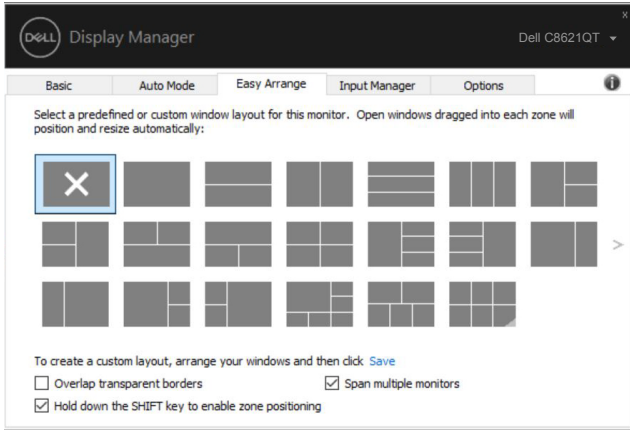 x
DELL Display Manager
Dell C8621QT
Basic Auto Mode Easy Arrange Input Manager Options
Select a predefined or custom window layout for this monitor. Open windows dragged into each zone will
position and resize automatically:
>
To create a custom layout, arrange your windows and then click Save
Overlap transparent borders Span multiple monitors
Hold down the SHIFT key to enable zone positioning